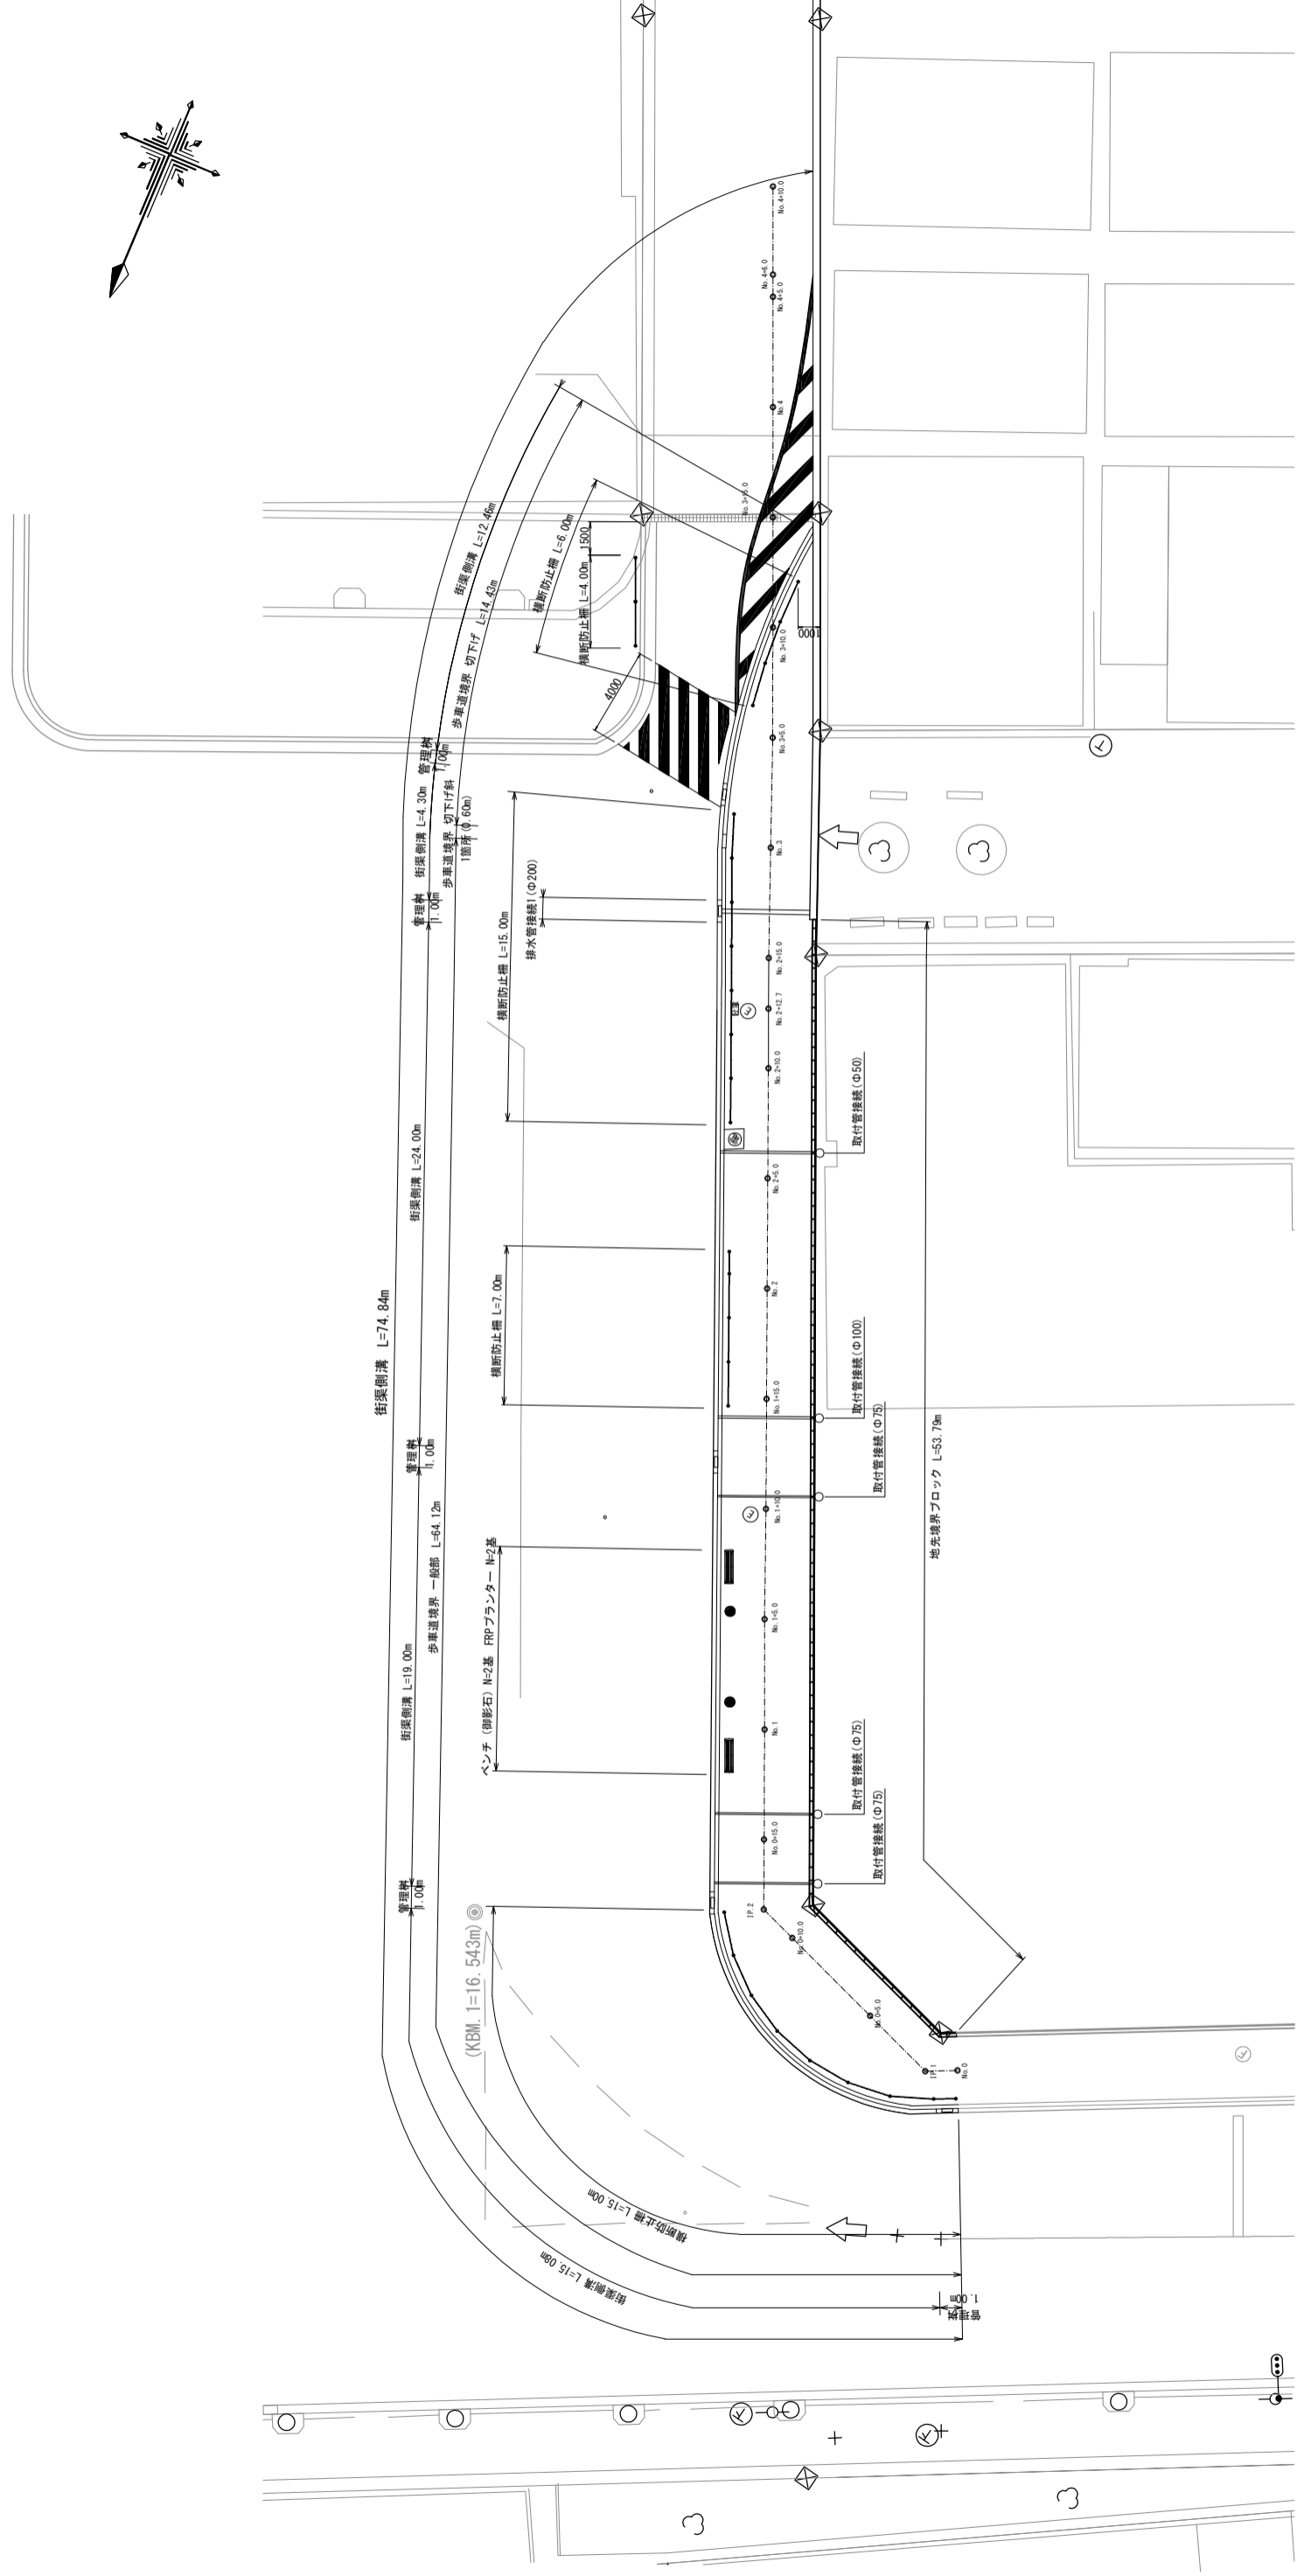 No.4+10.0
No.4+6.0
No.4+5.0
No.4
No.3+15.0
街渠側溝 L=12.46m
歩車道境界 切下げ L=14.43m
横断防止柵 L=6.00m
1500
横断防止柵 L=4.00m
1000
No.3+10.0
4000
No.3+5.0
管理桝
1.00m
街渠側溝 L=4.30m
歩車道境界 切下げ斜
1箇所(0.60m)
No.3
管理桝
1.00m
排水管接続1(Φ200)
横断防止柵 L=15.00m
No.2+15.0
No.2+12.7
No.2+10.0
取付管接続(Φ50)
街渠側溝 L=24.00m
No.2+5.0
横断防止柵 L=7.00m
No.2
街渠側溝 L=74.84m
取付管接続(Φ100)
No.1+15.0
取付管接続(Φ75)
管理桝
1.00m
地先境界ブロック L=53.79m
No.1+10.0
歩車道境界 一般部 L=64.12m
ベンチ (御影石) N=2基 FRPプランター N=2基
No.1+5.0
街渠側溝 L=19.00m
No.1
取付管接続(Φ75)
取付管接続(Φ75)
No.0+15.0
管理桝
1.00m
IP.2
(KBM.1=16.543m)
No.0+10.0
No.0+5.0
IP.1
No.0
横断防止柵 L=15.00m
街渠側溝 L=15.08m
1.00m
管理桝